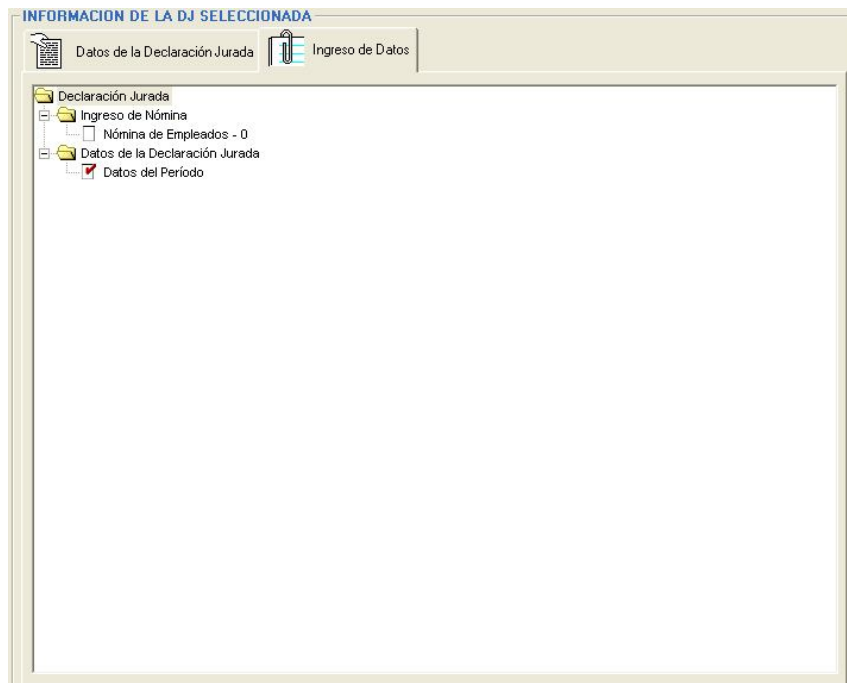 INFORMACION DE LA DJ SELECCIONADA
Datos de la Declaración Jurada
Ingreso de Datos
Declaración Jurada
Ingreso de Nómina
Nómina de Empleados - 0
Datos de la Declaración Jurada
Datos del Período